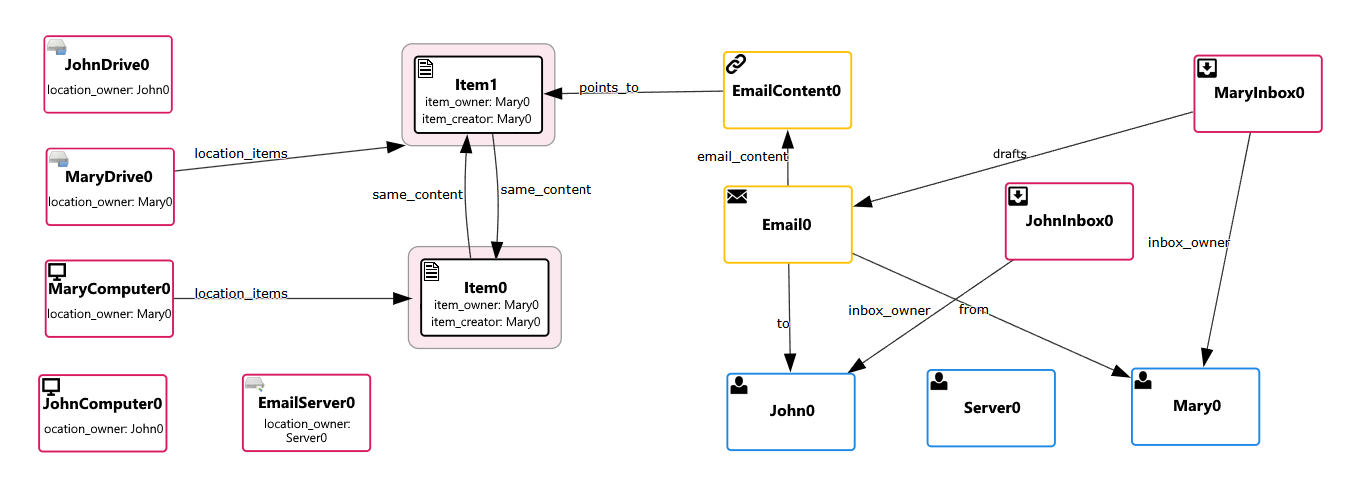 JohnDrive0
location_owner: John0
Item1
item_owner: Mary0
item_creator: Mary0
points_to
EmailContent0
MaryInbox0
location_items
MaryDrive0
location_owner: Mary0
same_content
same_content
email_content
drafts
Email0
JohnInbox0
inbox_owner
MaryComputer0
location_owner: Mary0
location_items
Item0
item_owner: Mary0
item_creator: Mary0
to
inbox_owner
from
JohnComputer0
ocation_owner: John0
EmailServer0
location_owner:
Server0
John0
Server0
Mary0